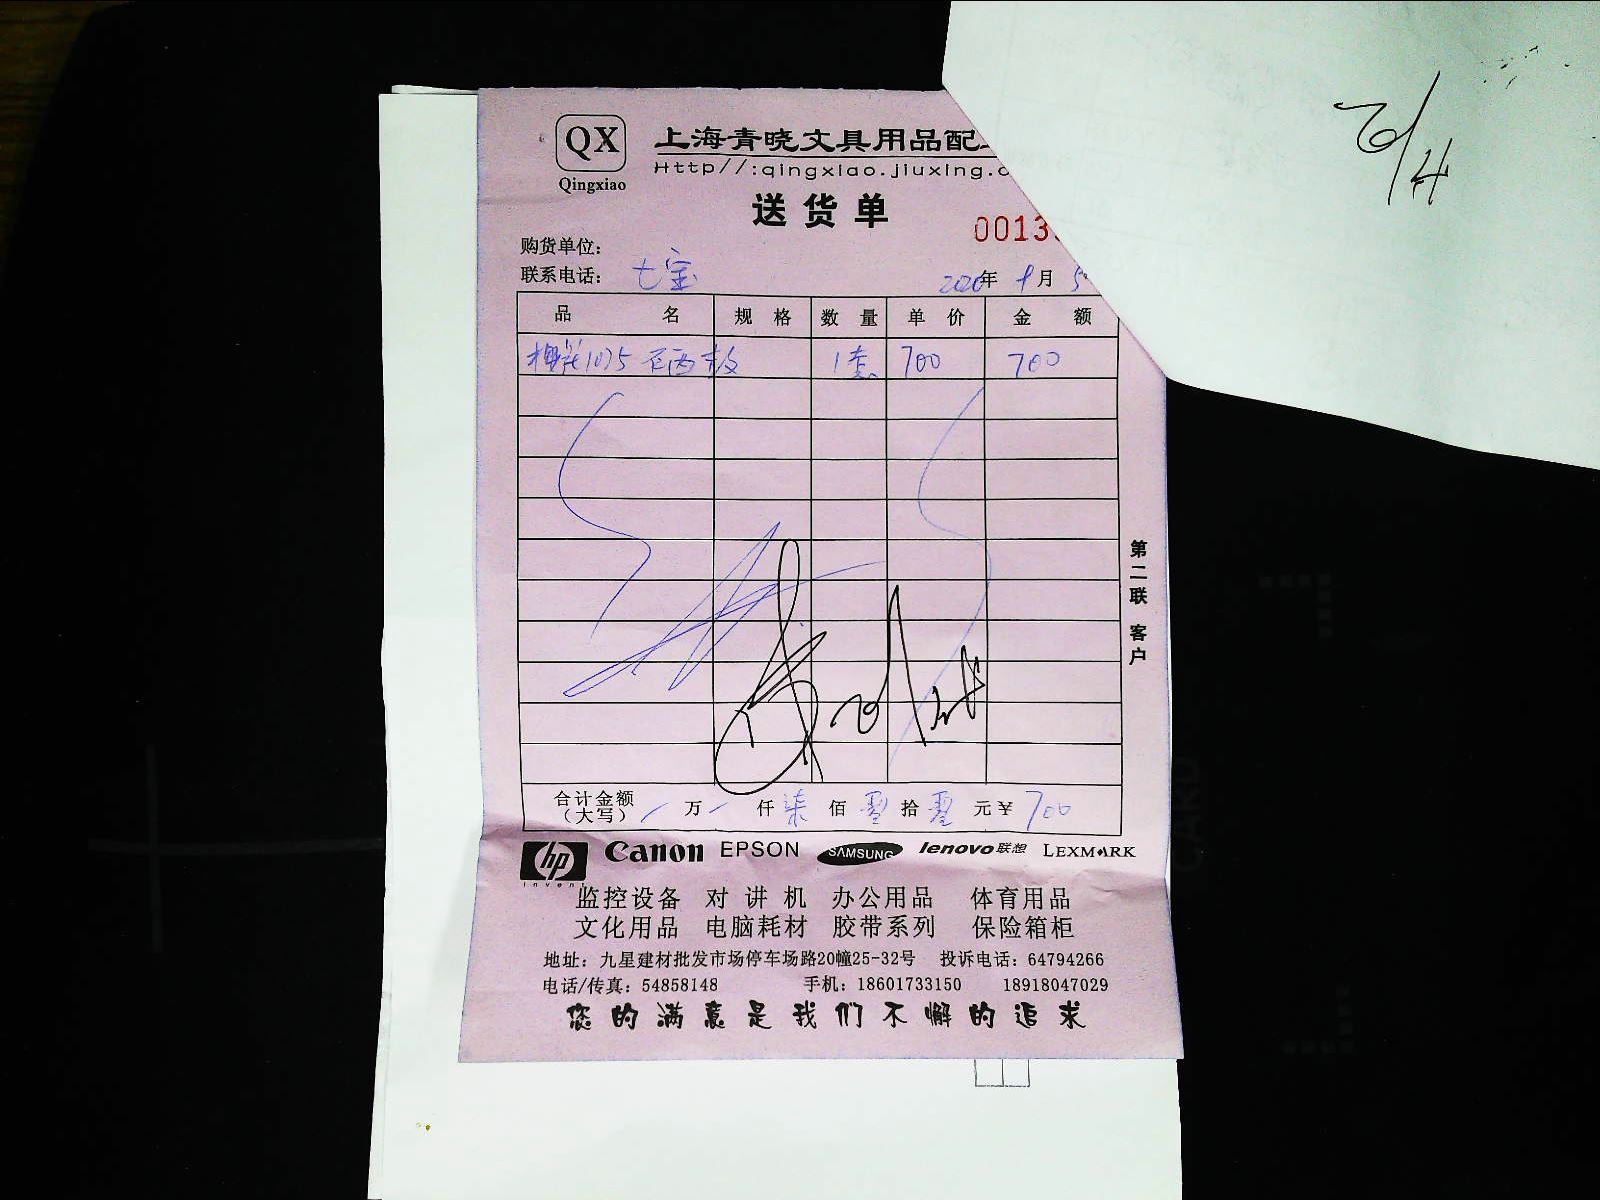 QX
Qingxiao
上海青晓文具用品配
Http//:qingxiao.jiuxing.c
送货单
0013
购货单位:
联系电话: 七宝
2020年 9月 5
品 名 规 格 数 量 单 价 金 额
1075 1套 700 700
第二联 客户
合计金额(大写) 万 仟 柒 佰 零 拾 零 元 ¥ 700
hp invent Canon EPSON SAMSUNG lenovo联想 LEXMARK
监控设备 对讲机 办公用品 体育用品
文化用品 电脑耗材 胶带系列 保险箱柜
地址: 九星建材批发市场停车场路20幢25-32号 投诉电话: 64794266
电话/传真: 54858148 手机: 18601733150 18918047029
您的满意是我们不懈的追求